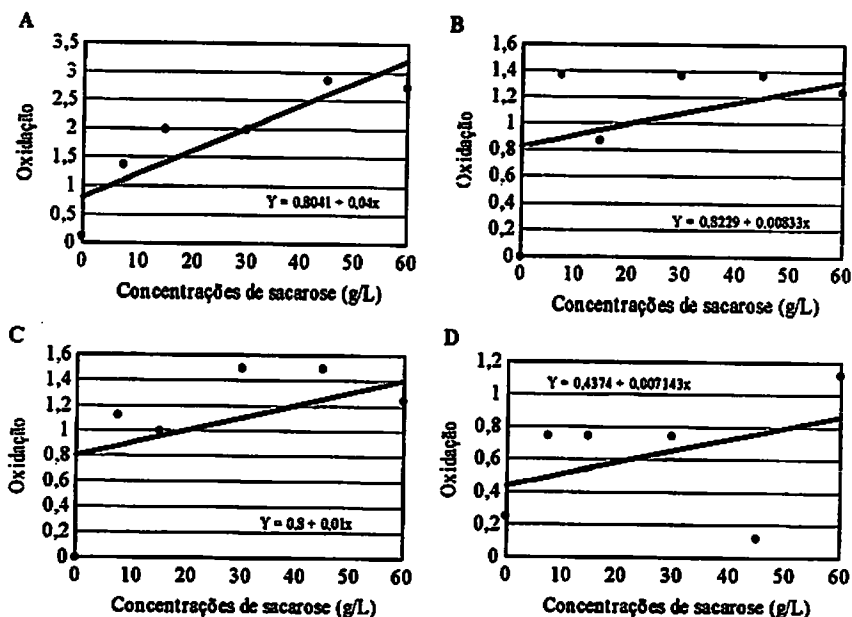 A
3,5
3
2,5
2
1,5
1
0,5
0
Oxidação
Y = 0,8041 + 0,04x
0 10 20 30 40 50 60
Concentrações de sacarose (g/L)
B
1,6
1,4
1,2
1
0,8
0,6
0,4
0,2
0
Oxidação
Y = 0,8229 + 0,00833x
0 10 20 30 40 50 60
Concentrações de sacarose (g/L)
C
1,6
1,4
1,2
1
0,8
0,6
0,4
0,2
0
Oxidação
Y = 0,8 + 0,01x
0 10 20 30 40 50 60
Concentrações de sacarose (g/L)
D
1,2
1
0,8
0,6
0,4
0,2
0
Oxidação
Y = 0,4374 + 0,007143x
0 10 20 30 40 50 60
Concentrações de sacarose (g/L)